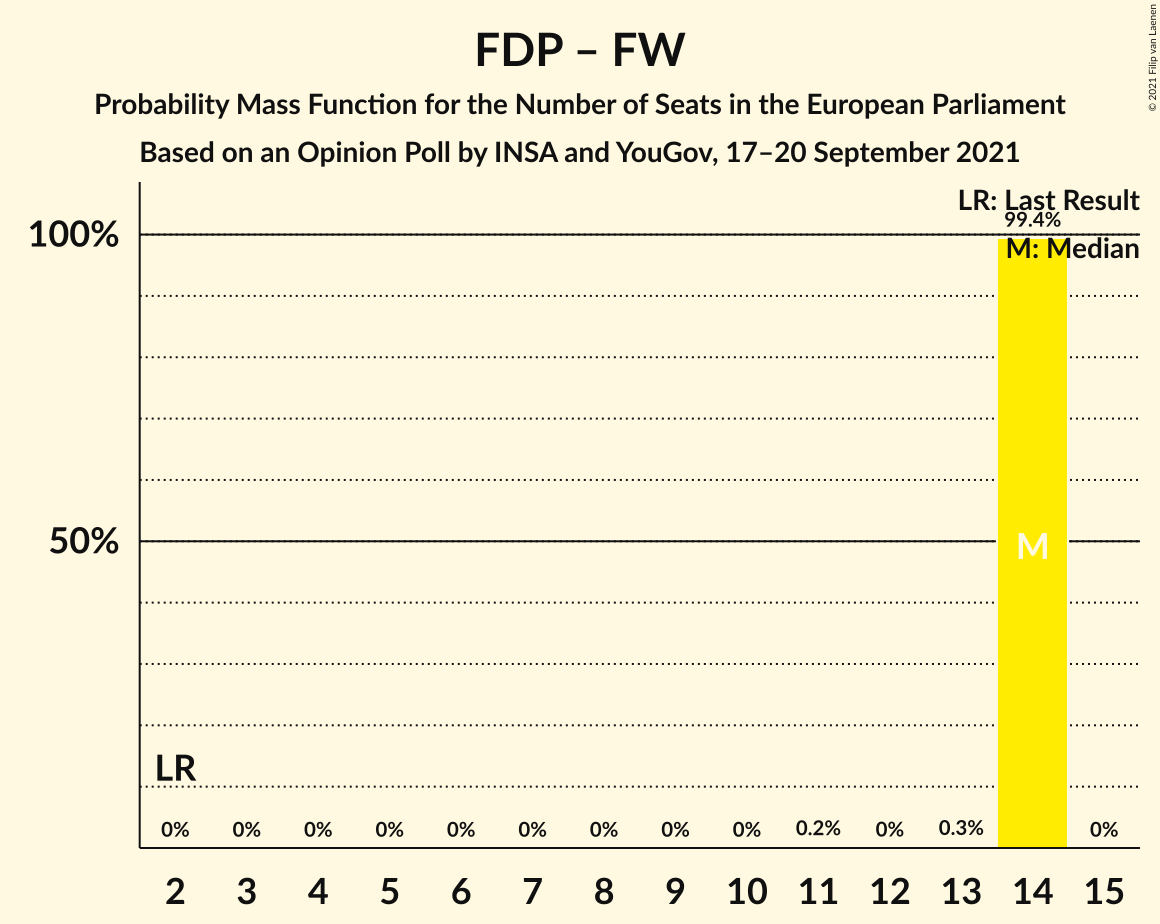 FDP – FW
Probability Mass Function for the Number of Seats in the European Parliament
Based on an Opinion Poll by INSA and YouGov, 17–20 September 2021
© 2021 Filip van Laenen
LR: Last Result
99.4%
M: Median
100%
50%
M
LR
0% 0% 0% 0% 0% 0% 0% 0% 0% 0.2% 0% 0.3% 0%
2 3 4 5 6 7 8 9 10 11 12 13 14 15